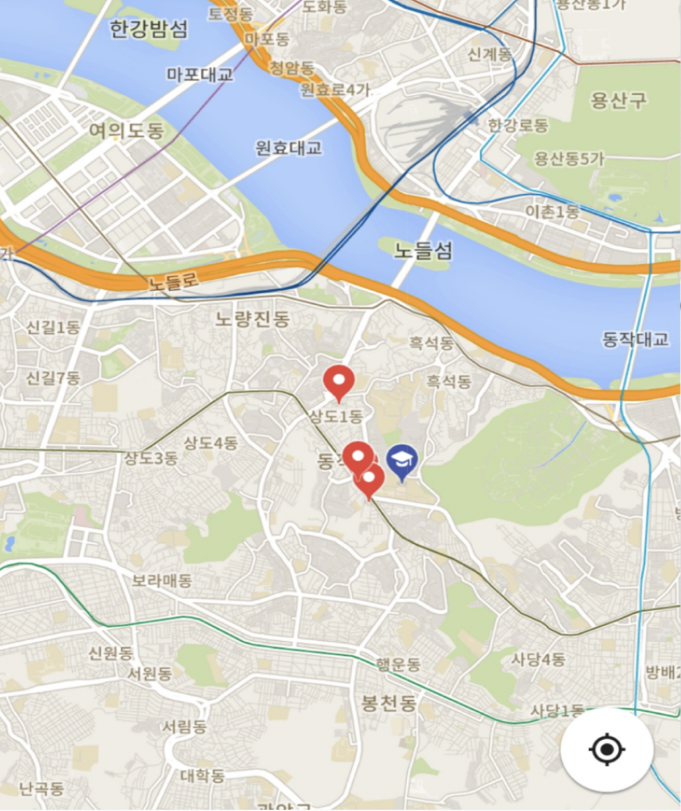 용산동1가
토정동
도화동
한강밤섬
마포동
신계동
청암동
마포대교
원효로4가
용산구
여의도동
한강로동
원효대교
용산동5가
이촌1동
노들섬
가
노들로
노량진동
신길1동
흑석동
동작대교
신길7동
흑석동
상도1동
상도4동
상도3동
보라매동
신원동
행운동
사당4동
서원동
봉천동
사당1동
서림동
대학동
난곡동